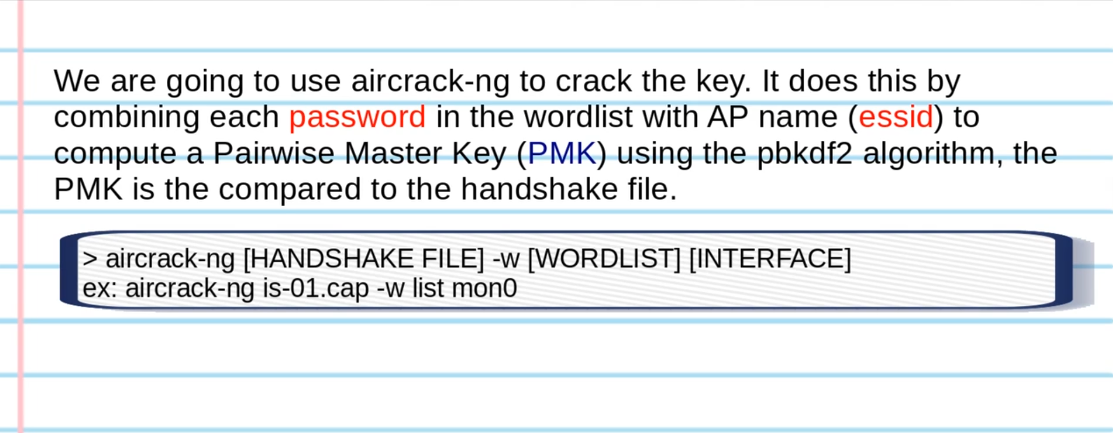 We are going to use aircrack-ng to crack the key. It does this by
combining each password in the wordlist with AP name (essid) to
compute a Pairwise Master Key (PMK) using the pbkdf2 algorithm, the
PMK is the compared to the handshake file.
> aircrack-ng [HANDSHAKE FILE] -w [WORDLIST] [INTERFACE]
ex: aircrack-ng is-01.cap -w list mon0